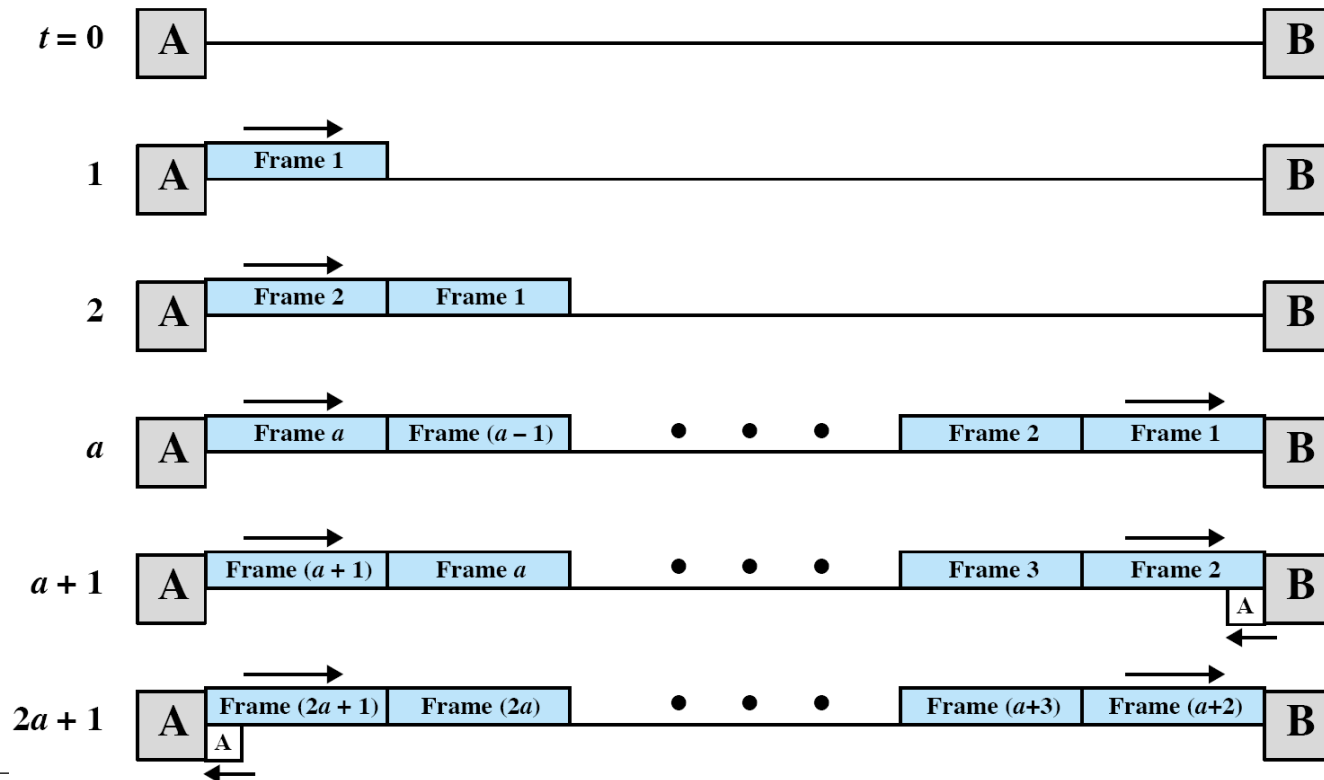 t = 0 A B
1 A Frame 1 B
2 A Frame 2 Frame 1 B
a A Frame a Frame (a – 1) • • • Frame 2 Frame 1 B
a + 1 A Frame (a + 1) Frame a • • • Frame 3 Frame 2 B
A
2a + 1 A Frame (2a + 1) Frame (2a) • • • Frame (a+3) Frame (a+2) B
A